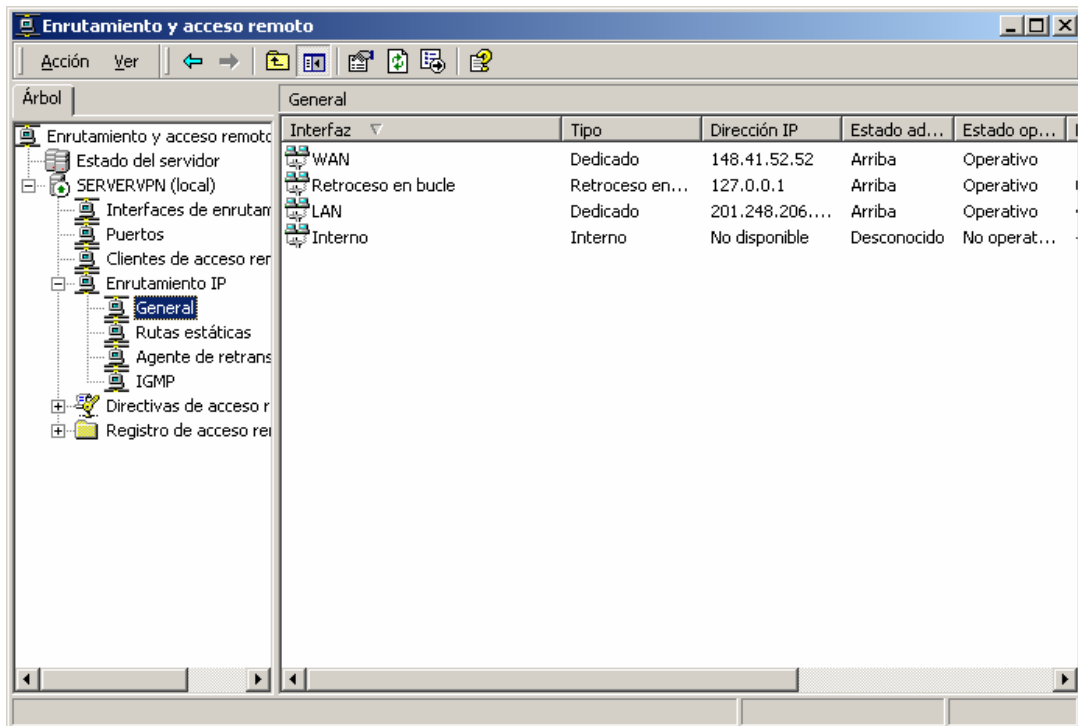 Enrutamiento y acceso remoto
Acción Ver
Árbol
General
Enrutamiento y acceso remoto
Estado del servidor
SERVERVPN (local)
Interfaces de enrutam
Puertos
Clientes de acceso rem
Enrutamiento IP
General
Rutas estáticas
Agente de retrans
IGMP
Directivas de acceso r
Registro de acceso rem
Interfaz Tipo Dirección IP Estado ad... Estado op...
WAN Dedicado 148.41.52.52 Arriba Operativo
Retroceso en bucle Retroceso en... 127.0.0.1 Arriba Operativo
LAN Dedicado 201.248.206.... Arriba Operativo
Interno Interno No disponible Desconocido No operat...